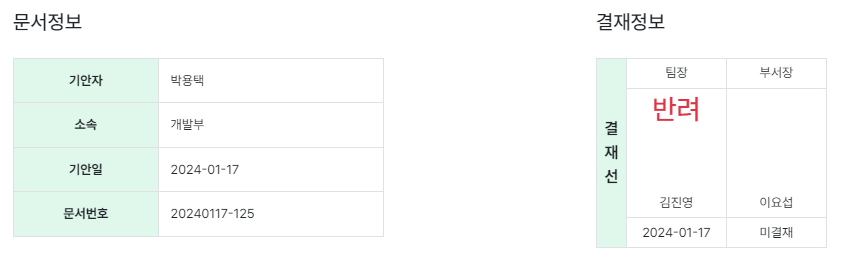 문서정보
기안자 박용택
소속 개발부
기안일 2024-01-17
문서번호 20240117-125
결재정보
결재선
팀장 부서장
반려
김진영 이요섭
2024-01-17 미결재